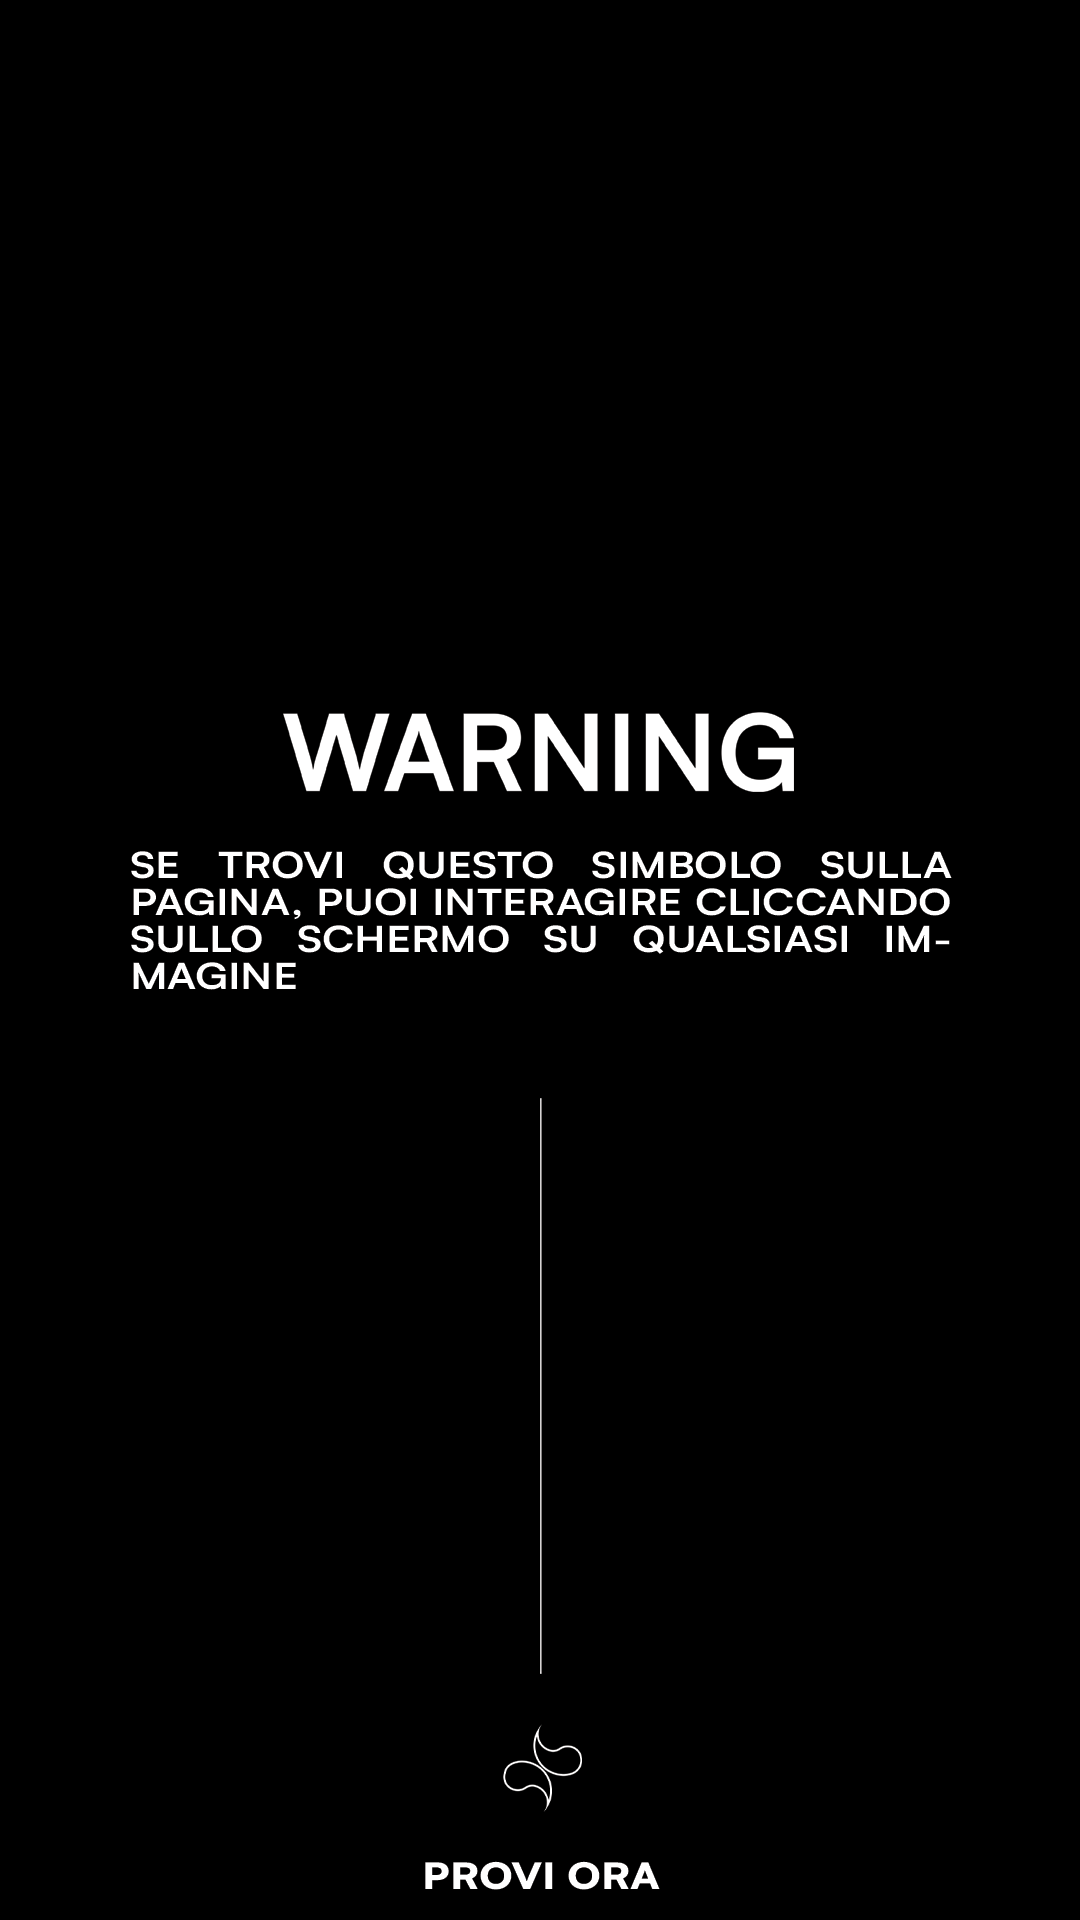 WARNING
SE TROVI QUESTO SIMBOLO SULLA
PAGINA, PUOI INTERAGIRE CLICCANDO
SULLO SCHERMO SU QUALSIASI IM-
MAGINE
PROVI ORA